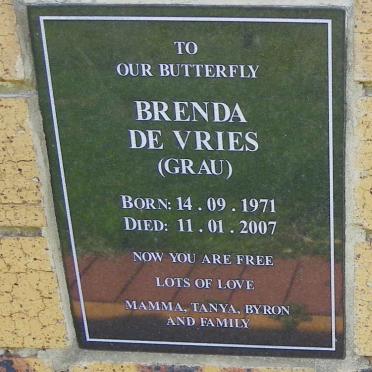 TO
OUR BUTTERFLY
BRENDA
DE VRIES
(GRAU)
BORN: 14 . 09 . 1971
DIED: 11 . 01 . 2007
NOW YOU ARE FREE
LOTS OF LOVE
MAMMA, TANYA, BYRON
AND FAMILY